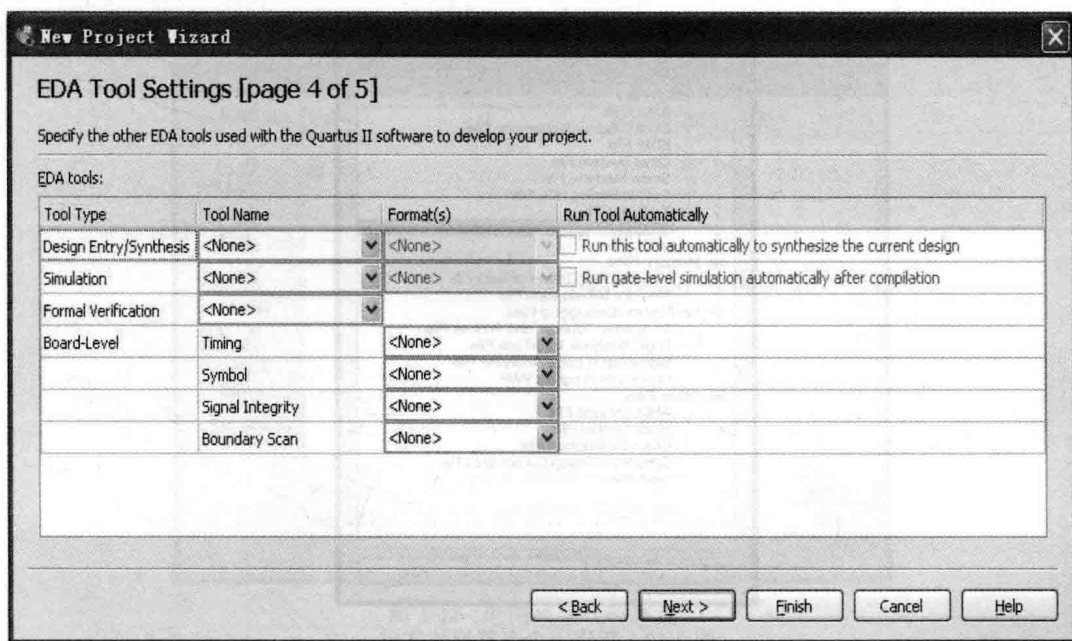 New Project Wizard
EDA Tool Settings [page 4 of 5]
Specify the other EDA tools used with the Quartus II software to develop your project.
EDA tools:
Tool Type Tool Name Format(s) Run Tool Automatically
Design Entry/Synthesis <None> <None> Run this tool automatically to synthesize the current design
Simulation <None> <None> Run gate-level simulation automatically after compilation
Formal Verification <None>
Board-Level Timing <None>
Symbol <None>
Signal Integrity <None>
Boundary Scan <None>
< Back Next > Finish Cancel Help